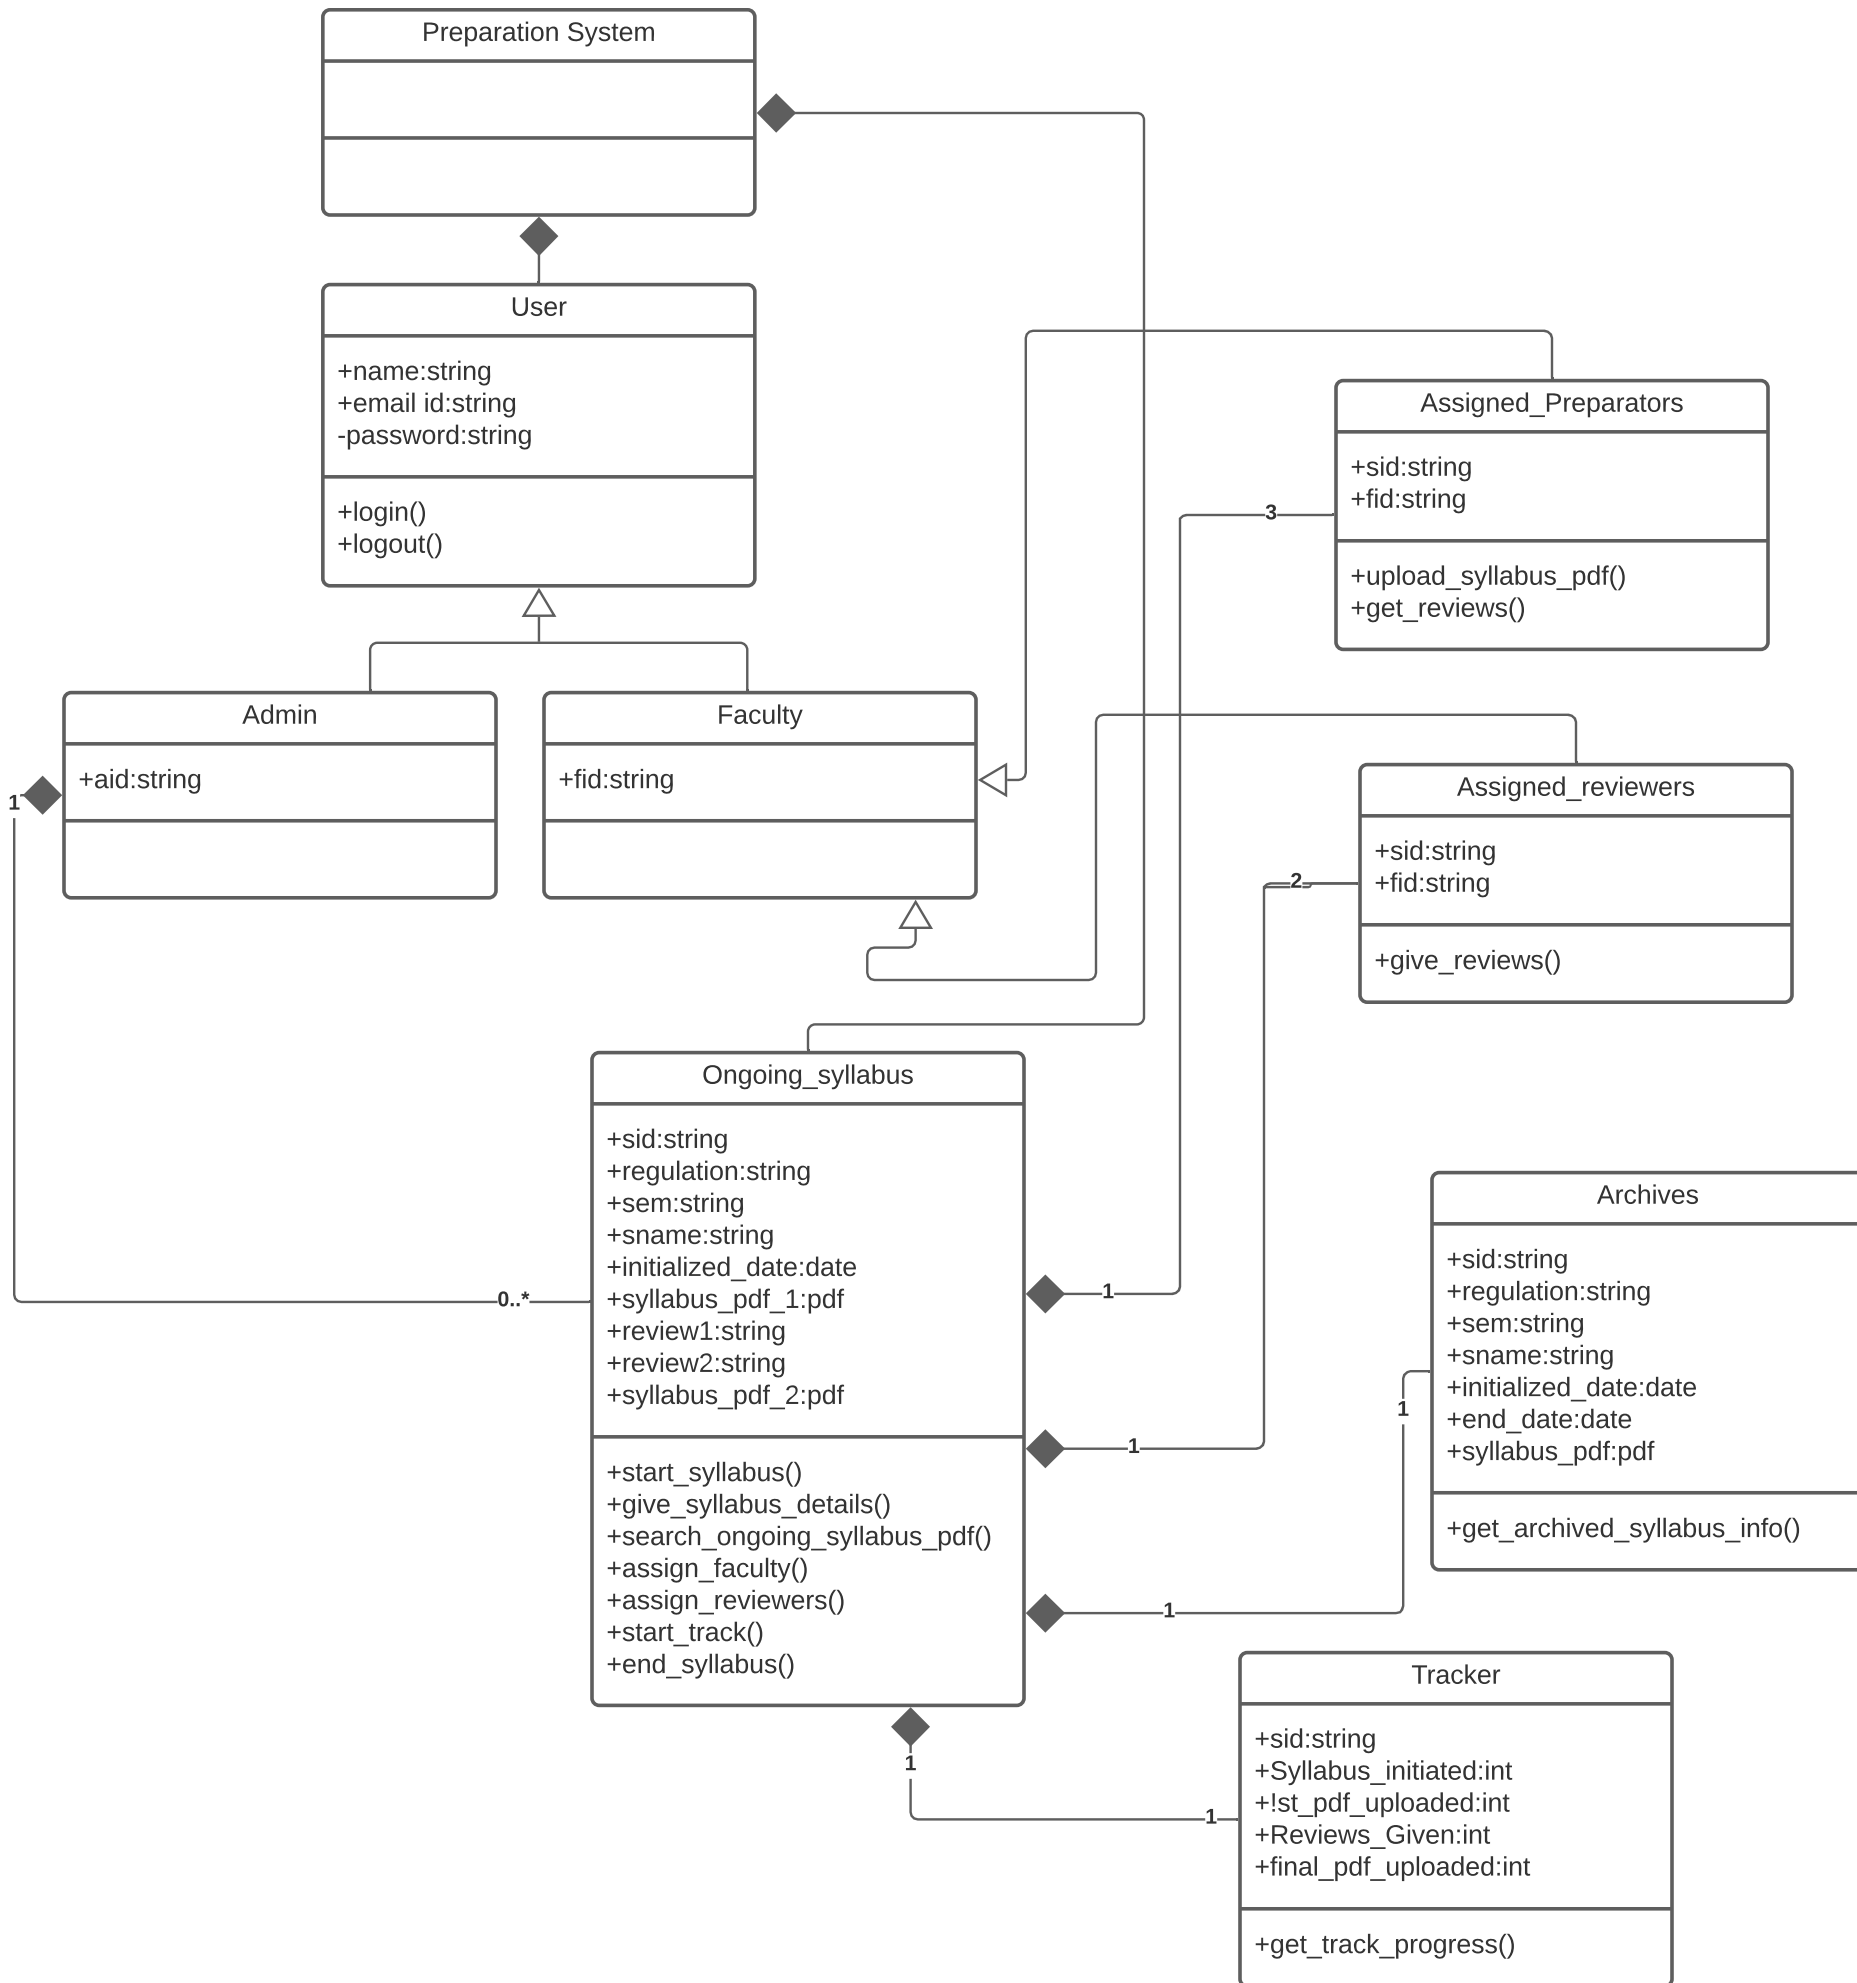 Preparation System
User
+name:string
+email id:string
-password:string
+login()
+logout()
Admin
+aid:string
1
Faculty
+fid:string
Assigned_Preparators
+sid:string
+fid:string
3
+upload_syllabus_pdf()
+get_reviews()
Assigned_reviewers
+sid:string
+fid:string
2
+give_reviews()
Ongoing_syllabus
+sid:string
+regulation:string
+sem:string
+sname:string
+initialized_date:date
+syllabus_pdf_1:pdf
+review1:string
+review2:string
+syllabus_pdf_2:pdf
0..*
1
1
1
1
+start_syllabus()
+give_syllabus_details()
+search_ongoing_syllabus_pdf()
+assign_faculty()
+assign_reviewers()
+start_track()
+end_syllabus()
Archives
+sid:string
+regulation:string
+sem:string
+sname:string
+initialized_date:date
+end_date:date
+syllabus_pdf:pdf
1
+get_archived_syllabus_info()
Tracker
+sid:string
+Syllabus_initiated:int
+!st_pdf_uploaded:int
+Reviews_Given:int
+final_pdf_uploaded:int
1
+get_track_progress()